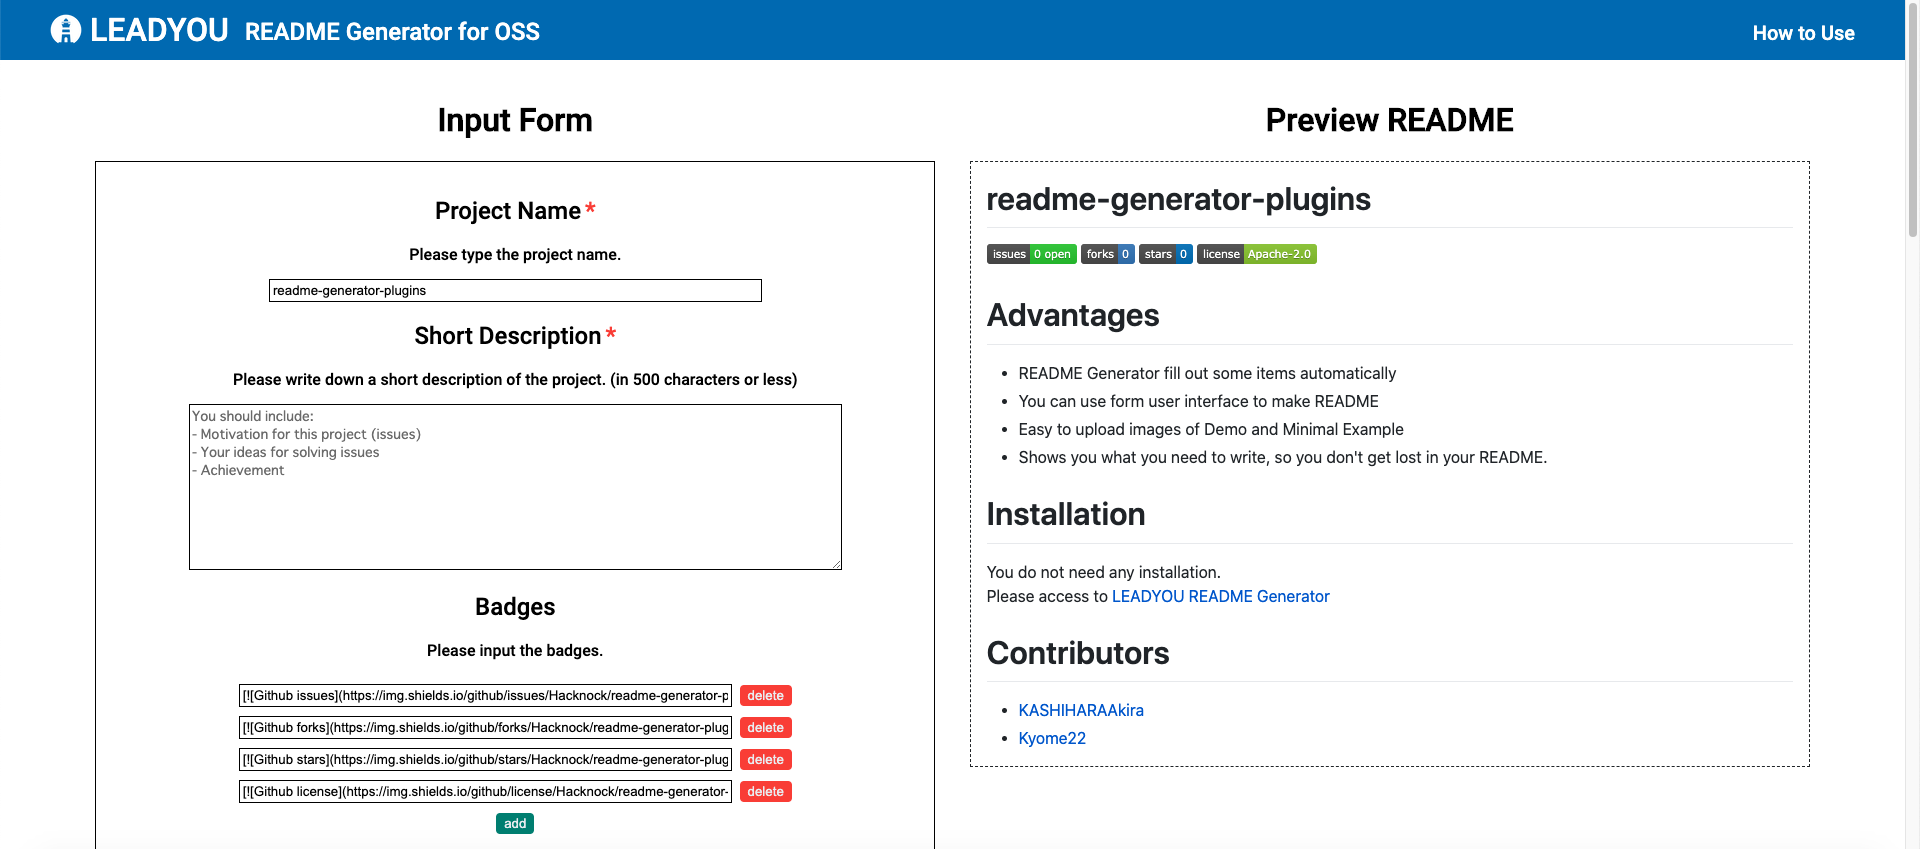 LEADYOU README Generator for OSS
How to Use
Input Form
Project Name *
Please type the project name.
readme-generator-plugins
Short Description *
Please write down a short description of the project. (in 500 characters or less)
You should include:
- Motivation for this project (issues)
- Your ideas for solving issues
- Achievement
Badges
Please input the badges.
[![Github issues](https://img.shields.io/github/issues/Hacknock/readme-generator-p
delete
[![Github forks](https://img.shields.io/github/forks/Hacknock/readme-generator-plug
delete
[![Github stars](https://img.shields.io/github/stars/Hacknock/readme-generator-plug
delete
[![Github license](https://img.shields.io/github/license/Hacknock/readme-generator-
delete
add
Preview README
readme-generator-plugins
issues 0 open forks 0 stars 0 license Apache-2.0
Advantages
• README Generator fill out some items automatically
• You can use form user interface to make README
• Easy to upload images of Demo and Minimal Example
• Shows you what you need to write, so you don't get lost in your README.
Installation
You do not need any installation.
Please access to LEADYOU README Generator
Contributors
• KASHIHARAAkira
• Kyome22